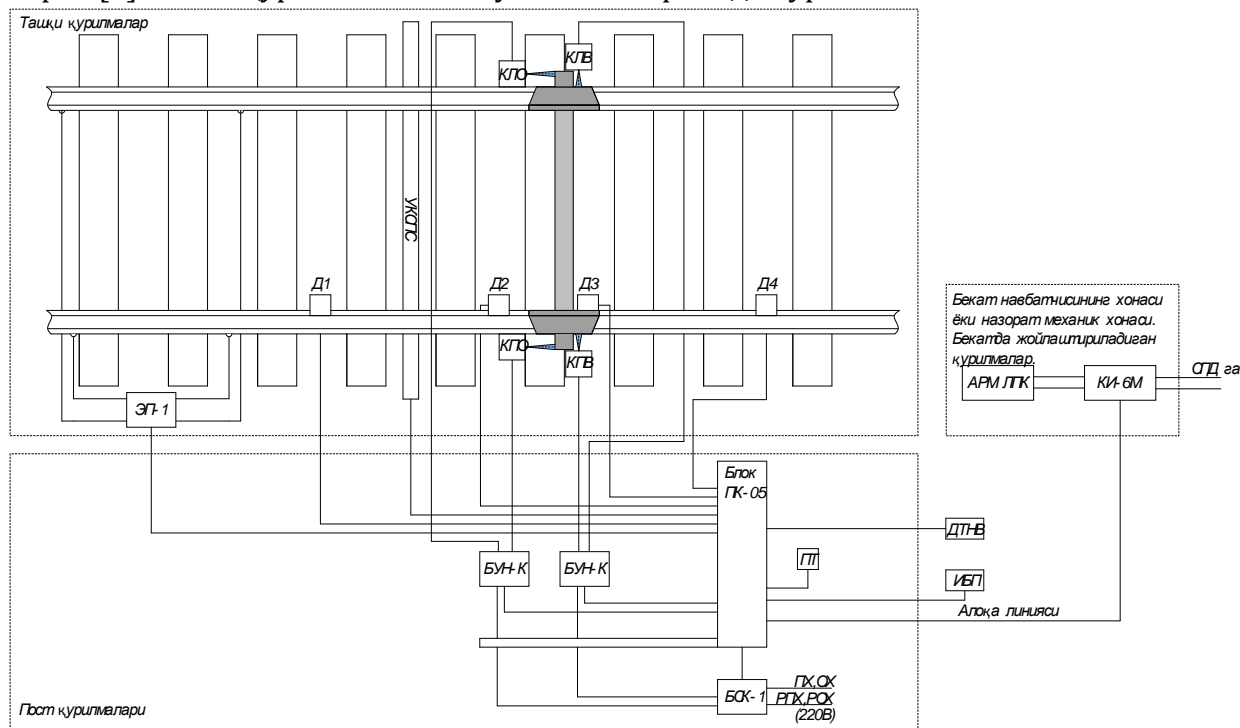 Ташқи қурилмалар
КЛО
КЛВ
УКСПС
Д1
Д2
Д3
Д4
КПО
КПВ
ЭП-1
Бекат навбатчисининг хонаси
ёки назорат механик хонаси.
Бекатда жойлаштириладиган
қурилмалар.
АРМ ЛПК
КИ-6М
СПД га
Блок
ПК-05
ДТНВ
БУН-К
БУН-К
ПТ
ИБП
Алоқа линияси
БСК-1
ПХ,ОХ
РПХ,РОХ
(220В)
Пост қурилмалари